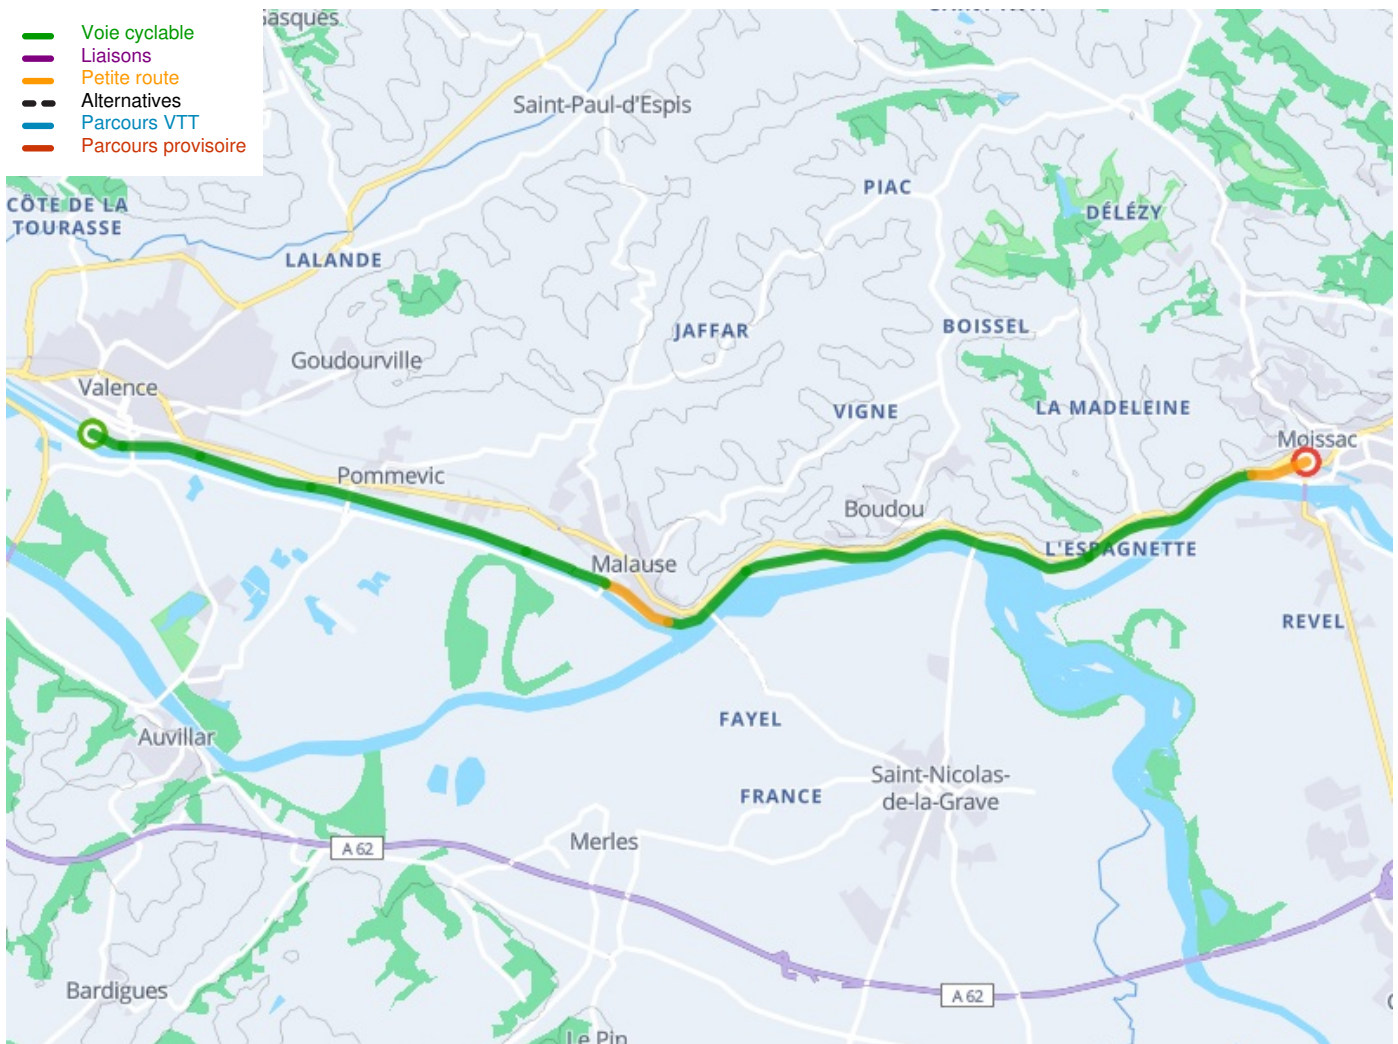 Voie cyclable
Liaisons
Petite route
Alternatives
Parcours VTT
Parcours provisoire
Gasques
Saint-Paul-d'Espis
PIAC
DÉLÉZY
CÔTE DE LA
TOURASSE
LALANDE
JAFFAR
BOISSEL
Goudourville
Valence
VIGNE
LA MADELEINE
Moissac
Pommevic
Boudou
L'ESPAGNETTE
Malause
REVEL
FAYEL
Auvillar
Saint-Nicolas-
de-la-Grave
FRANCE
Merles
A 62
A 62
Bardigues
Le Pin